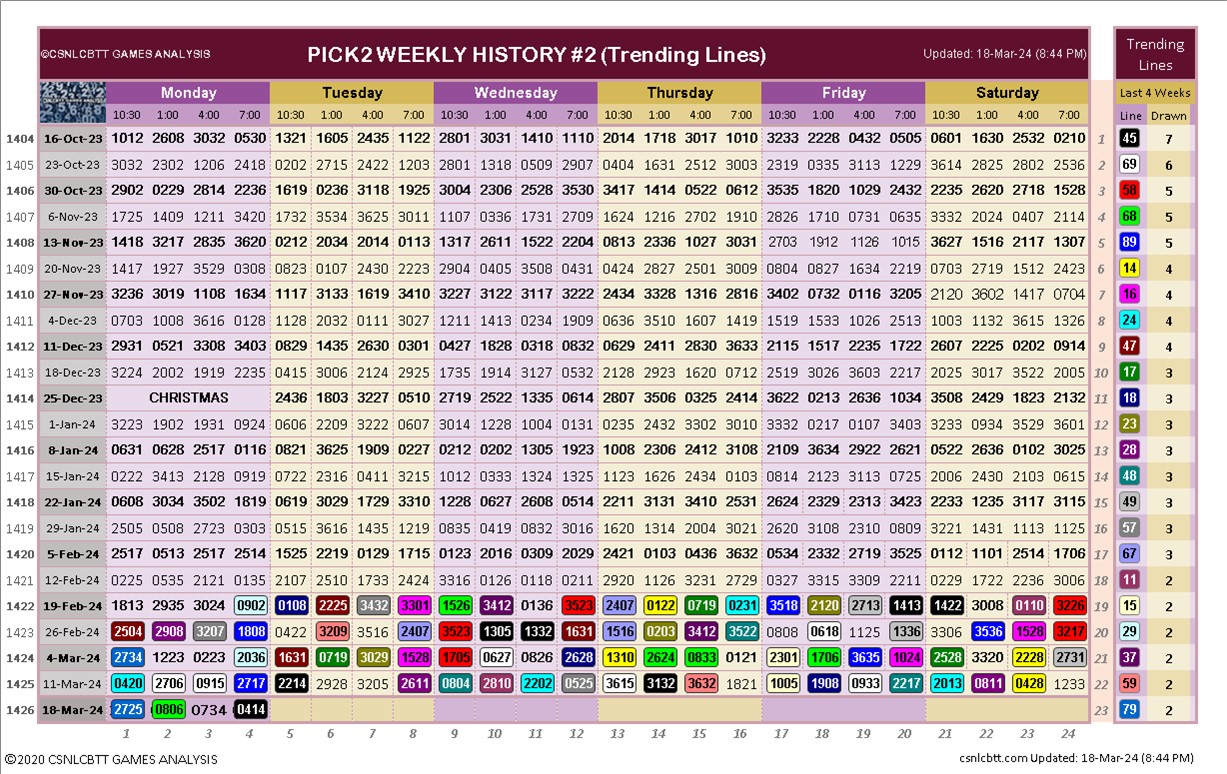 ©CSNLCBTT GAMES ANALYSIS PICK2 WEEKLY HISTORY #2 (Trending Lines) Updated: 18-Mar-24 (8:44 PM) Trending Lines
Monday Tuesday Wednesday Thursday Friday Saturday Last 4 Weeks
10:30 1:00 4:00 7:00 10:30 1:00 4:00 7:00 10:30 1:00 4:00 7:00 10:30 1:00 4:00 7:00 10:30 1:00 4:00 7:00 10:30 1:00 4:00 7:00 Line Drawn
1404 16-Oct-23 1012 2608 3032 0530 1321 1605 2435 1122 2801 3031 1410 1110 2014 1718 3017 1010 3233 2228 0432 0505 0601 1630 2532 0210 1 45 7
1405 23-Oct-23 3032 2302 1206 2418 0202 2715 2422 1203 2801 1318 0509 2907 0404 1631 2512 3003 2319 0335 3113 1229 3614 2825 2802 2536 2 69 6
1406 30-Oct-23 2902 0229 2814 2236 1619 0236 3118 1925 3004 2306 2528 3530 3417 1414 0522 0612 3535 1820 1029 2432 2235 2620 2718 1528 3 58 5
1407 6-Nov-23 1725 1409 1211 3420 1732 3534 3625 3011 1107 0336 1731 2709 1624 1216 2702 1910 2826 1710 0731 0635 3332 2024 0407 2114 4 68 5
1408 13-Nov-23 1418 3217 2835 3620 0212 2034 2014 0113 1317 2611 1522 2204 0813 2336 1027 3031 2703 1912 1126 1015 3627 1516 2117 1307 5 89 5
1409 20-Nov-23 1417 1927 3529 0308 0823 0107 2430 2223 2904 0405 3508 0431 0424 2827 2501 3009 0804 0827 1634 2219 0703 2719 1512 2423 6 14 4
1410 27-Nov-23 3236 3019 1108 1634 1117 3133 1619 3410 3227 3122 3117 3222 2434 3328 1316 2816 3402 0732 0116 3205 2120 3602 1417 0704 7 16 4
1411 4-Dec-23 0703 1008 3616 0128 1128 2032 0111 3027 1211 1413 0234 1909 0636 3510 1607 1419 1519 1533 1026 2513 1003 1132 3615 1326 8 24 4
1412 11-Dec-23 2931 0521 3308 3403 0829 1435 2630 0301 0427 1828 0318 0832 0629 2411 2830 3633 2115 1517 2235 1722 2607 2225 0202 0914 9 47 4
1413 18-Dec-23 3224 2002 1919 2235 0415 3006 2124 2925 1735 1914 3127 0532 2128 2923 1620 0712 2519 3026 3603 2217 2025 3017 3522 2005 10 17 3
1414 25-Dec-23 CHRISTMAS 2436 1803 3227 0510 2719 2522 1335 0614 2807 3506 0325 2414 3622 0213 2636 1034 3508 2429 1823 2132 11 18 3
1415 1-Jan-24 3223 1902 1931 0924 0606 2209 3222 0607 3014 1228 1004 0131 0235 2432 3302 3010 3332 0217 0107 3403 3233 0934 3529 3601 12 23 3
1416 8-Jan-24 0631 0628 2517 0116 0821 3625 1909 0227 0212 0202 1305 1923 1008 2306 2412 3108 2109 3634 2922 2621 0522 2636 0102 3025 13 28 3
1417 15-Jan-24 0222 3413 2128 0919 0722 2316 0411 3213 1012 0333 1324 1325 1123 1626 2434 0103 0814 2123 3113 0725 2006 2430 2103 0615 14 48 3
1418 22-Jan-24 0608 3034 3502 1819 0619 3029 1729 3310 1228 0627 2608 0514 2211 3131 3410 2531 2624 2329 2313 3423 2233 1235 3117 3115 15 49 3
1419 29-Jan-24 2505 0508 2723 0303 0515 3616 1435 1219 0835 0419 0832 3016 1620 1314 2004 3021 2620 3108 2310 0809 3221 1431 1113 1125 16 57 3
1420 5-Feb-24 2517 0513 2517 2514 1525 2219 0129 1715 0123 2016 0309 2029 2421 0103 0436 3632 0534 2332 2719 3525 0112 1101 2514 1706 17 67 3
1421 12-Feb-24 0225 0535 2121 0135 2107 2510 1733 2424 3316 0126 0118 0211 2920 1126 3231 2729 0327 3315 3309 2211 0229 1722 2236 3006 18 11 2
1422 19-Feb-24 1813 2935 3024 0902 0108 2225 3432 3301 1526 3412 0136 3523 2407 0122 0719 0231 3518 2120 2713 1413 1422 3008 0110 3226 19 15 2
1423 26-Feb-24 2504 2908 3207 1808 0422 3209 3516 2407 3523 1305 1332 1631 1516 0203 3412 3522 0808 0618 1125 1336 3306 3536 1528 3217 20 29 2
1424 4-Mar-24 2734 1223 0223 2036 1631 0719 3029 1528 1705 0627 0826 2628 1310 2624 0833 0121 2301 1706 3635 1024 2528 3320 2228 2731 21 37 2
1425 11-Mar-24 0420 2706 0915 2717 2214 2928 3205 2611 0804 2810 2202 0525 3615 3132 3632 1821 1005 1908 0933 2217 2013 0811 0428 1233 22 59 2
1426 18-Mar-24 2725 0806 0734 0414 23 79 2
1 2 3 4 5 6 7 8 9 10 11 12 13 14 15 16 17 18 19 20 21 22 23 24
©2020 CSNLCBTT GAMES ANALYSIS csnlcbtt.com Updated: 18-Mar-24 (8:44 PM)